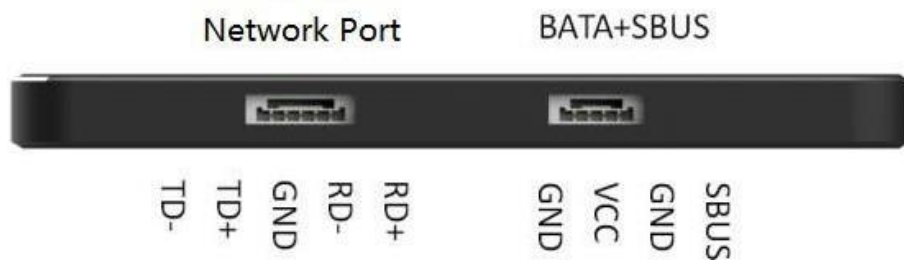 Network Port
BATA+SBUS
TD-
TD+
GND
RD-
RD+
GND
VCC
GND
SBUS